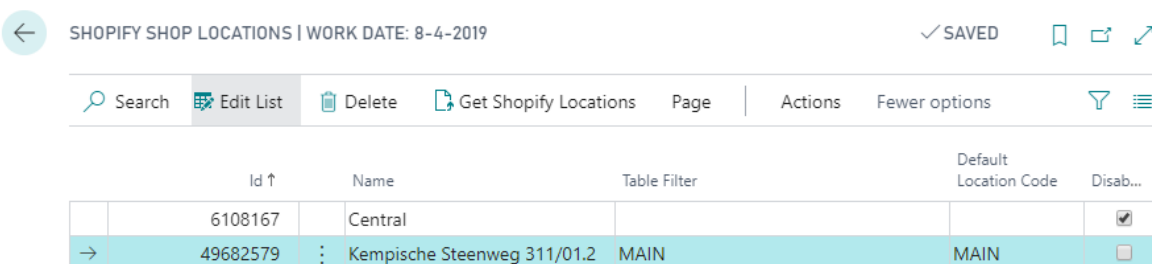 SHOPIFY SHOP LOCATIONS | WORK DATE: 8-4-2019 SAVED
Search Edit List Delete Get Shopify Locations Page Actions Fewer options
Id ↑ Name Table Filter Default Location Code Disab...
6108167 Central
49682579 Kempische Steenweg 311/01.2 MAIN MAIN